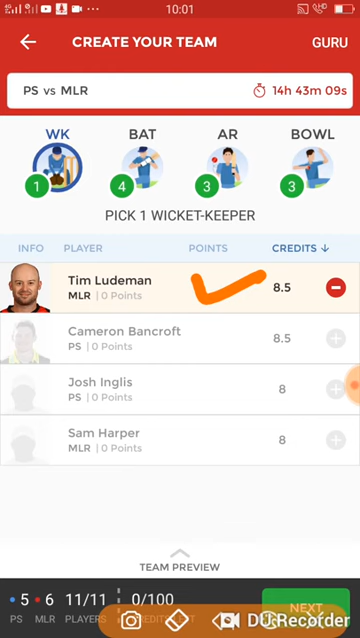 4G 10:01
CREATE YOUR TEAM GURU
PS vs MLR 14h 43m 09s
WK BAT AR BOWL
1 4 3 3
PICK 1 WICKET-KEEPER
INFO PLAYER POINTS CREDITS ↓
Tim Ludeman 8.5
MLR | 0 Points
Cameron Bancroft 8.5
PS | 0 Points
Josh Inglis 8
PS | 0 Points
Sam Harper 8
MLR | 0 Points
TEAM PREVIEW
5 6 11/11 0/100 NEXT
PS MLR PLAYERS CREDITS LEFT
DU Recorder